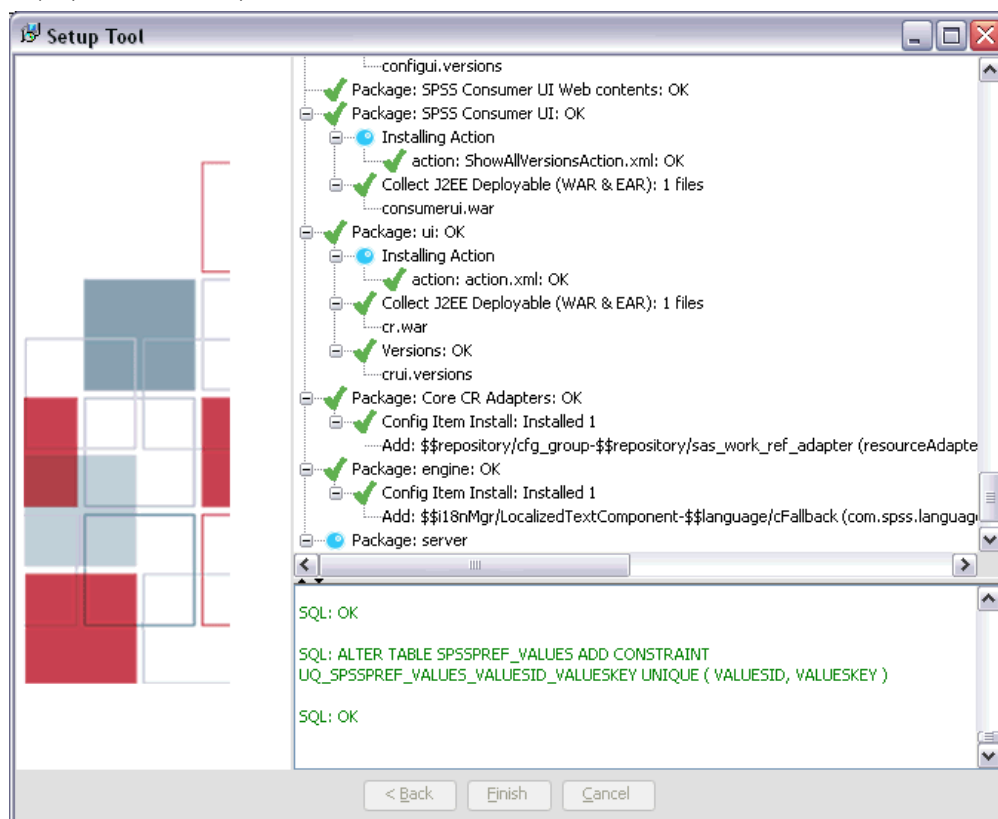 Setup Tool
configui.versions
Package: SPSS Consumer UI Web contents: OK
Package: SPSS Consumer UI: OK
Installing Action
action: ShowAllVersionsAction.xml: OK
Collect J2EE Deployable (WAR & EAR): 1 files
consumerui.war
Package: ui: OK
Installing Action
action: action.xml: OK
Collect J2EE Deployable (WAR & EAR): 1 files
cr.war
Versions: OK
crui.versions
Package: Core CR Adapters: OK
Config Item Install: Installed 1
Add: $$repository/cfg_group-$$repository/sas_work_ref_adapter (resourceAdapte
Package: engine: OK
Config Item Install: Installed 1
Add: $$i18nMgr/LocalizedTextComponent-$$language/cFallback (com.spss.languag
Package: server
SQL: OK
SQL: ALTER TABLE SPSSPREF_VALUES ADD CONSTRAINT
UQ_SPSSPREF_VALUES_VALUESID_VALUESKEY UNIQUE ( VALUESID, VALUESKEY )
SQL: OK
< Back Finish Cancel